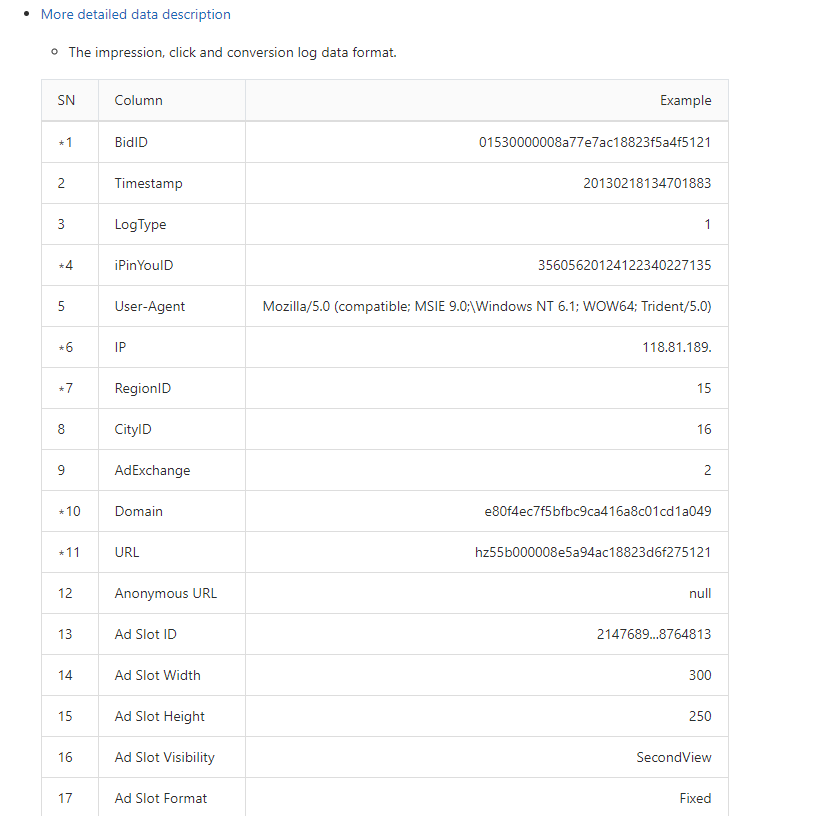 More detailed data description
The impression, click and conversion log data format.
SN Column Example
*1 BidID 01530000008a77e7ac18823f5a4f5121
2 Timestamp 20130218134701883
3 LogType 1
*4 iPinYouID 35605620124122340227135
5 User-Agent Mozilla/5.0 (compatible; MSIE 9.0;\Windows NT 6.1; WOW64; Trident/5.0)
*6 IP 118.81.189.
*7 RegionID 15
8 CityID 16
9 AdExchange 2
*10 Domain e80f4ec7f5bfbc9ca416a8c01cd1a049
*11 URL hz55b000008e5a94ac18823d6f275121
12 Anonymous URL null
13 Ad Slot ID 2147689...8764813
14 Ad Slot Width 300
15 Ad Slot Height 250
16 Ad Slot Visibility SecondView
17 Ad Slot Format Fixed